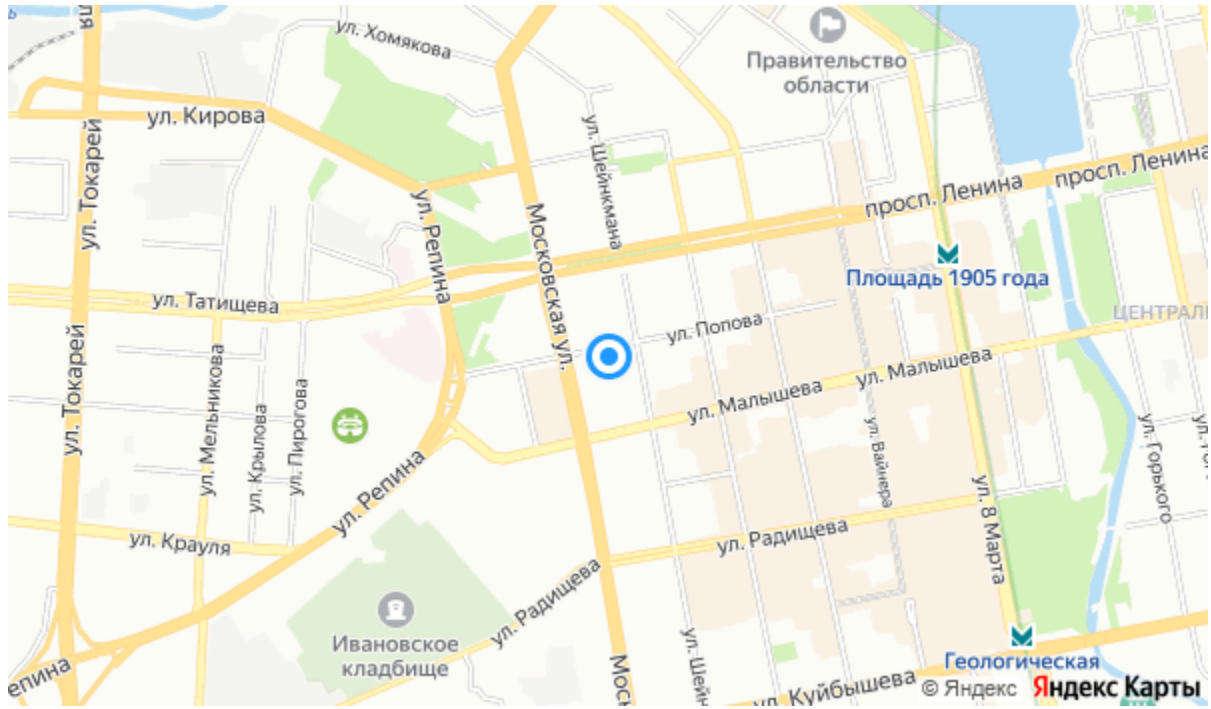 ул. Хомякова
Правительство
области
ул. Кирова
ул. Шейнкмана
просп. Ленина
просп. Ленина
ул. Токарей
ул. Репина
Московская ул.
Площадь 1905 года
ул. Татищева
ул. Попова
ул. Малышева
ул. Малышева
ул. Токарей
ул. Мельникова
ул. Крылова
ул. Пирогова
ул. Вайнера
ул. Горького
ул. Репина
ул. 8 Марта
ул. Крауля
ул. Радищева
ул. Радищева
Ивановское
кладбище
Геологическая
ул. Куйбышева
© Яндекс
Яндекс Карты